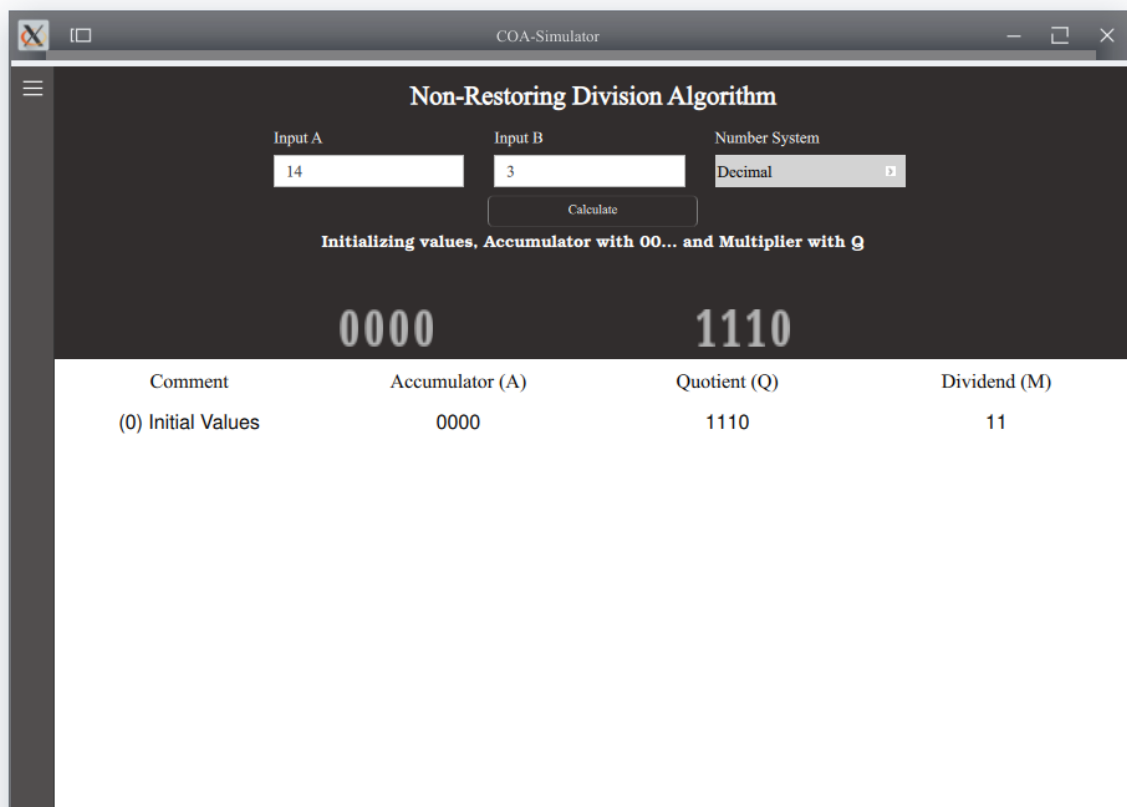 COA-Simulator
Non-Restoring Division Algorithm
Input A Input B Number System
14 3 Decimal
Calculate
Initializing values, Accumulator with 00... and Multiplier with Q
0000 1110
Comment Accumulator (A) Quotient (Q) Dividend (M)
(0) Initial Values 0000 1110 11